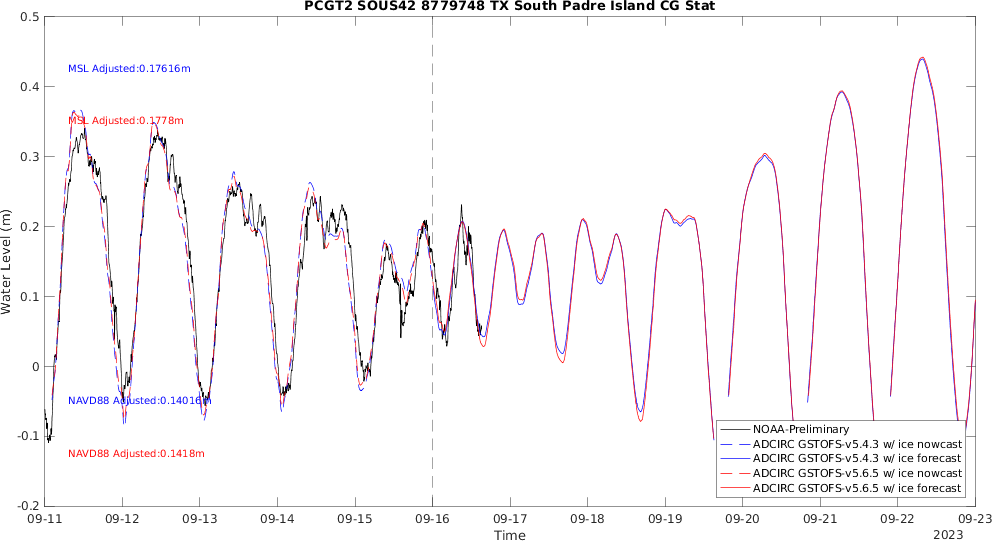 PCGT2 SOUS42 8779748 TX South Padre Island CG Stat
0.5
0.4
0.3
0.2
0.1
0
-0.1
-0.2
Water Level (m)
MSL Adjusted:0.17616m
MSL Adjusted:0.1778m
NAVD88 Adjusted:0.14016m
NAVD88 Adjusted:0.1418m
NOAA-Preliminary
ADCIRC GSTOFS-v5.4.3 w/ ice nowcast
ADCIRC GSTOFS-v5.4.3 w/ ice forecast
ADCIRC GSTOFS-v5.6.5 w/ ice nowcast
ADCIRC GSTOFS-v5.6.5 w/ ice forecast
09-11 09-12 09-13 09-14 09-15 09-16 09-17 09-18 09-19 09-20 09-21 09-22 09-23
Time
2023